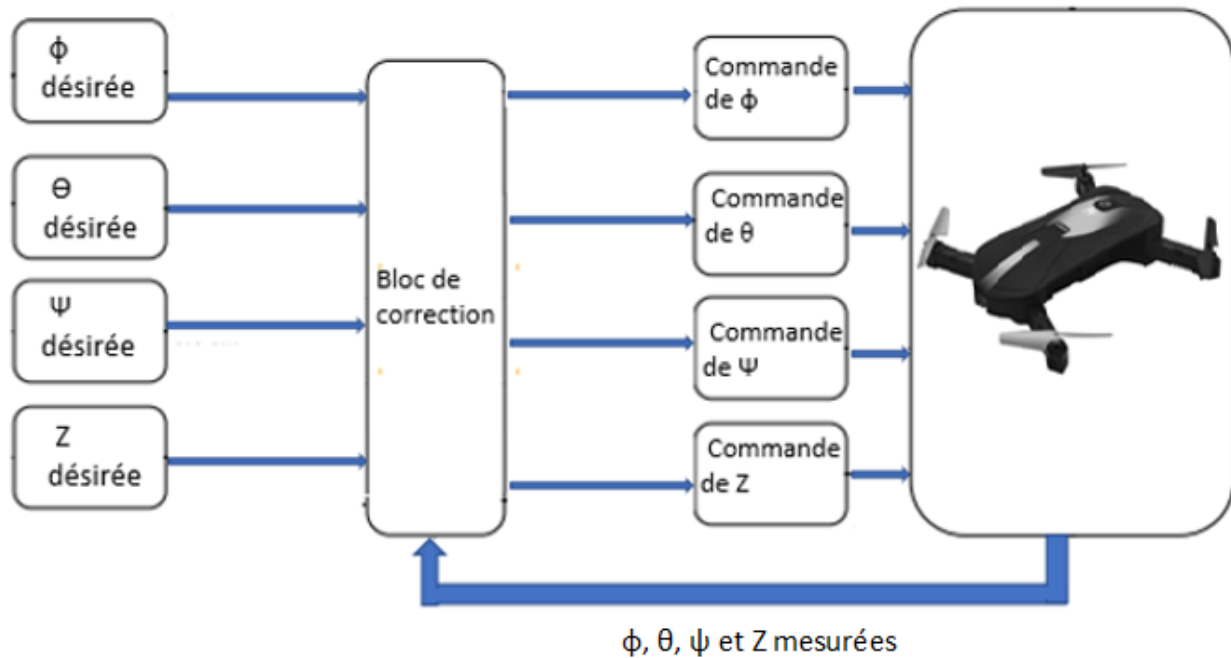 ϕ
désirée
Ѳ
désirée
Ψ
désirée
Z
désirée
Bloc de
correction
Commande
de ϕ
Commande
de θ
Commande
de Ψ
Commande
de Z
ϕ, θ, ψ et Z mesurées